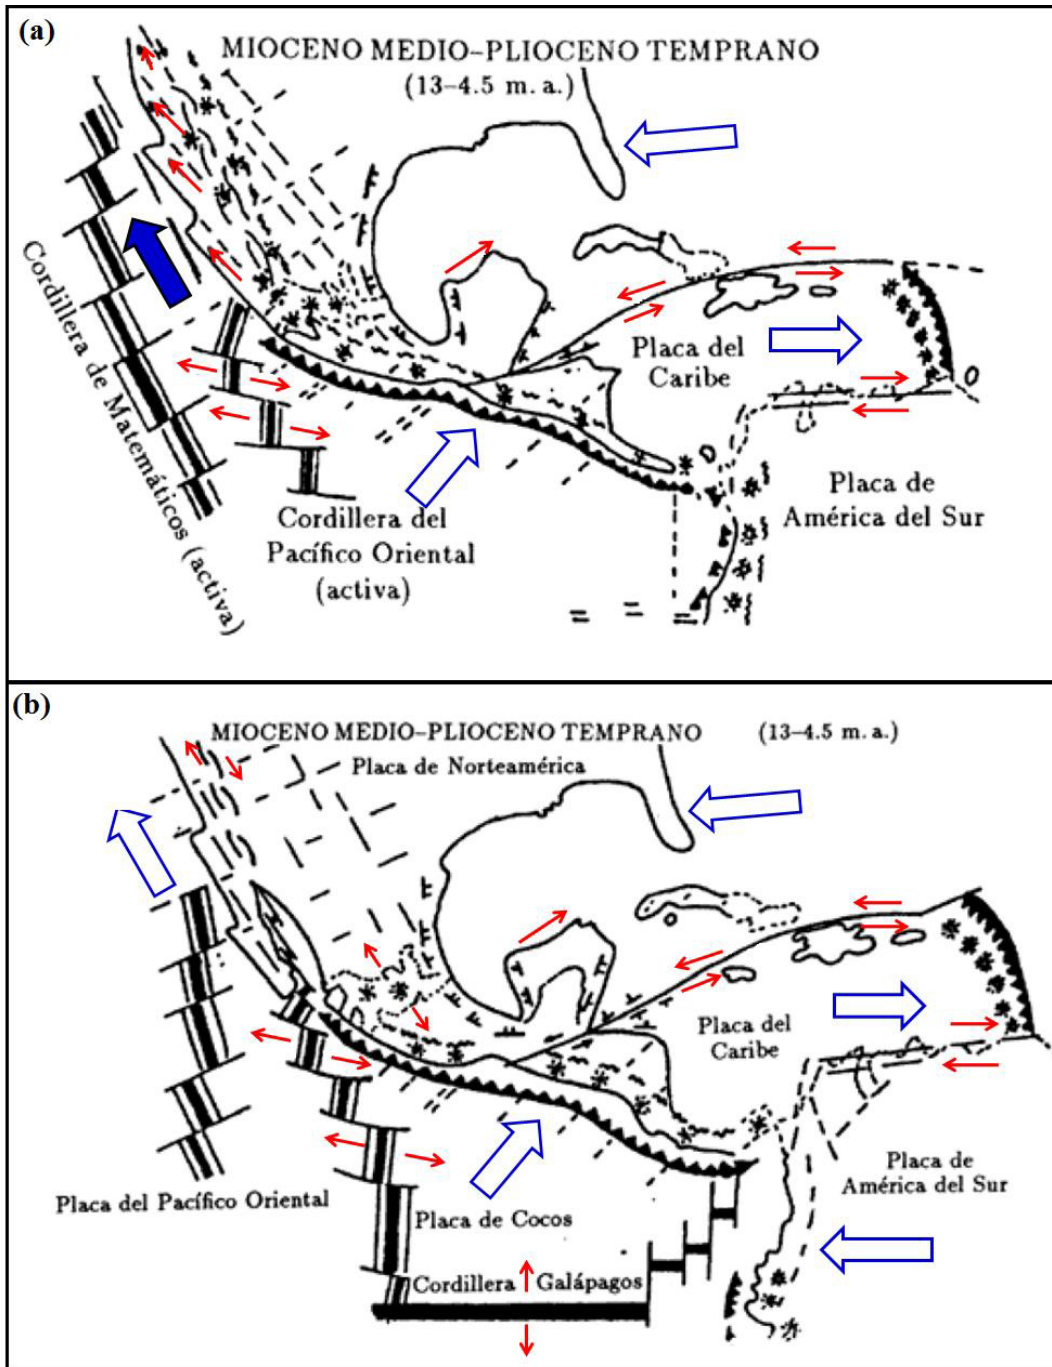 (a)
MIOCENO MEDIO-PLIOCENO TEMPRANO
(13-4.5 m. a.)
Cordillera de Matemáticos (activa)
Placa del
Caribe
Placa de
América del Sur
Cordillera del
Pacífico Oriental
(activa)
(b)
MIOCENO MEDIO-PLIOCENO TEMPRANO (13-4.5 m. a.)
Placa de Norteamérica
Placa del
Caribe
Placa de
América del Sur
Placa del Pacífico Oriental
Placa de Cocos
Cordillera Galápagos